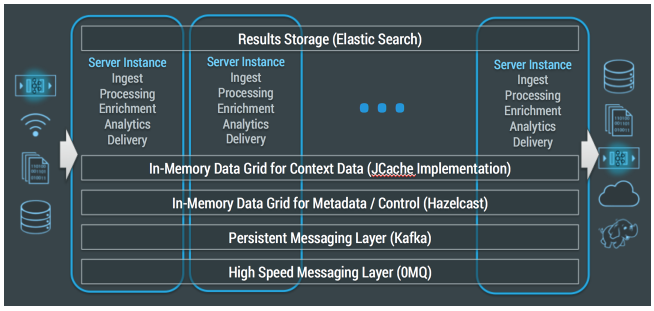 Results Storage (Elastic Search)
Server Instance
Ingest
Processing
Enrichment
Analytics
Delivery
Server Instance
Ingest
Processing
Enrichment
Analytics
Delivery
Server Instance
Ingest
Processing
Enrichment
Analytics
Delivery
In-Memory Data Grid for Context Data (JCache Implementation)
In-Memory Data Grid for Metadata / Control (Hazelcast)
Persistent Messaging Layer (Kafka)
High Speed Messaging Layer (0MQ)